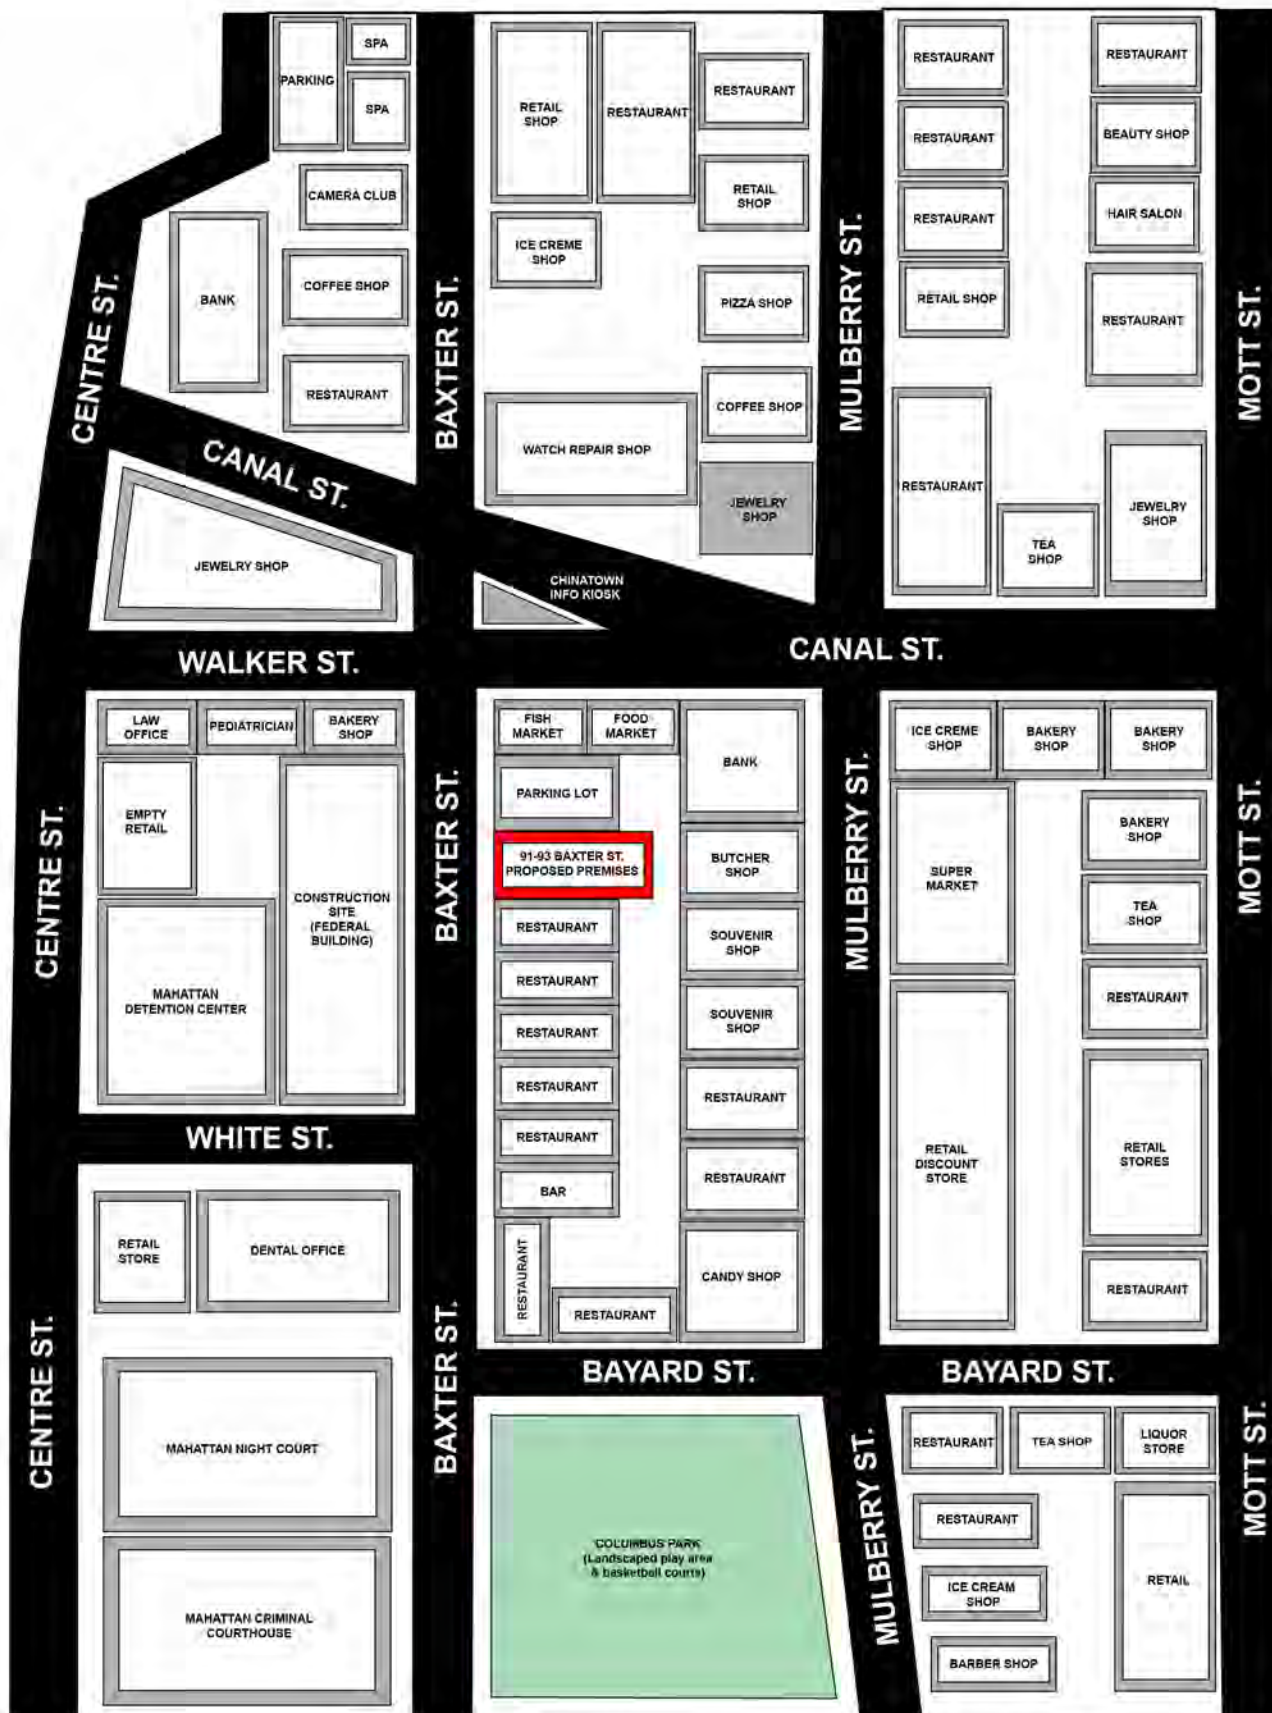 SPA
PARKING
SPA
CAMERA CLUB
BANK
COFFEE SHOP
RESTAURANT
CENTRE ST.
CANAL ST.
JEWELRY SHOP
BAXTER ST.
RETAIL
SHOP
RESTAURANT
RESTAURANT
RETAIL
SHOP
ICE CREME
SHOP
PIZZA SHOP
COFFEE SHOP
WATCH REPAIR SHOP
JEWELRY
SHOP
CHINATOWN
INFO KIOSK
MULBERRY ST.
RESTAURANT
RESTAURANT
RESTAURANT
BEAUTY SHOP
RESTAURANT
HAIR SALON
RETAIL SHOP
RESTAURANT
RESTAURANT
TEA
SHOP
JEWELRY
SHOP
MOTT ST.
WALKER ST.
CANAL ST.
LAW
OFFICE
PEDIATRICIAN
BAKERY
SHOP
EMPTY
RETAIL
CONSTRUCTION
SITE
(FEDERAL
BUILDING)
MAHATTAN
DETENTION CENTER
CENTRE ST.
BAXTER ST.
FISH
MARKET
FOOD
MARKET
BANK
PARKING LOT
91-93 BAXTER ST.
PROPOSED PREMISES
BUTCHER
SHOP
RESTAURANT
SOUVENIR
SHOP
RESTAURANT
SOUVENIR
SHOP
RESTAURANT
RESTAURANT
RESTAURANT
RESTAURANT
RESTAURANT
BAR
RESTAURANT
RESTAURANT
CANDY SHOP
MULBERRY ST.
ICE CREME
SHOP
BAKERY
SHOP
BAKERY
SHOP
BAKERY
SHOP
SUPER
MARKET
TEA
SHOP
RESTAURANT
RETAIL
DISCOUNT
STORE
RETAIL
STORES
RESTAURANT
MOTT ST.
WHITE ST.
RETAIL
STORE
DENTAL OFFICE
MAHATTAN NIGHT COURT
MAHATTAN CRIMINAL
COURTHOUSE
CENTRE ST.
BAXTER ST.
BAYARD ST.
BAYARD ST.
COLUMBUS PARK
(Landscaped play area
& basketball courts)
MULBERRY ST.
RESTAURANT
TEA SHOP
LIQUOR
STORE
RESTAURANT
ICE CREAM
SHOP
RETAIL
BARBER SHOP
MOTT ST.